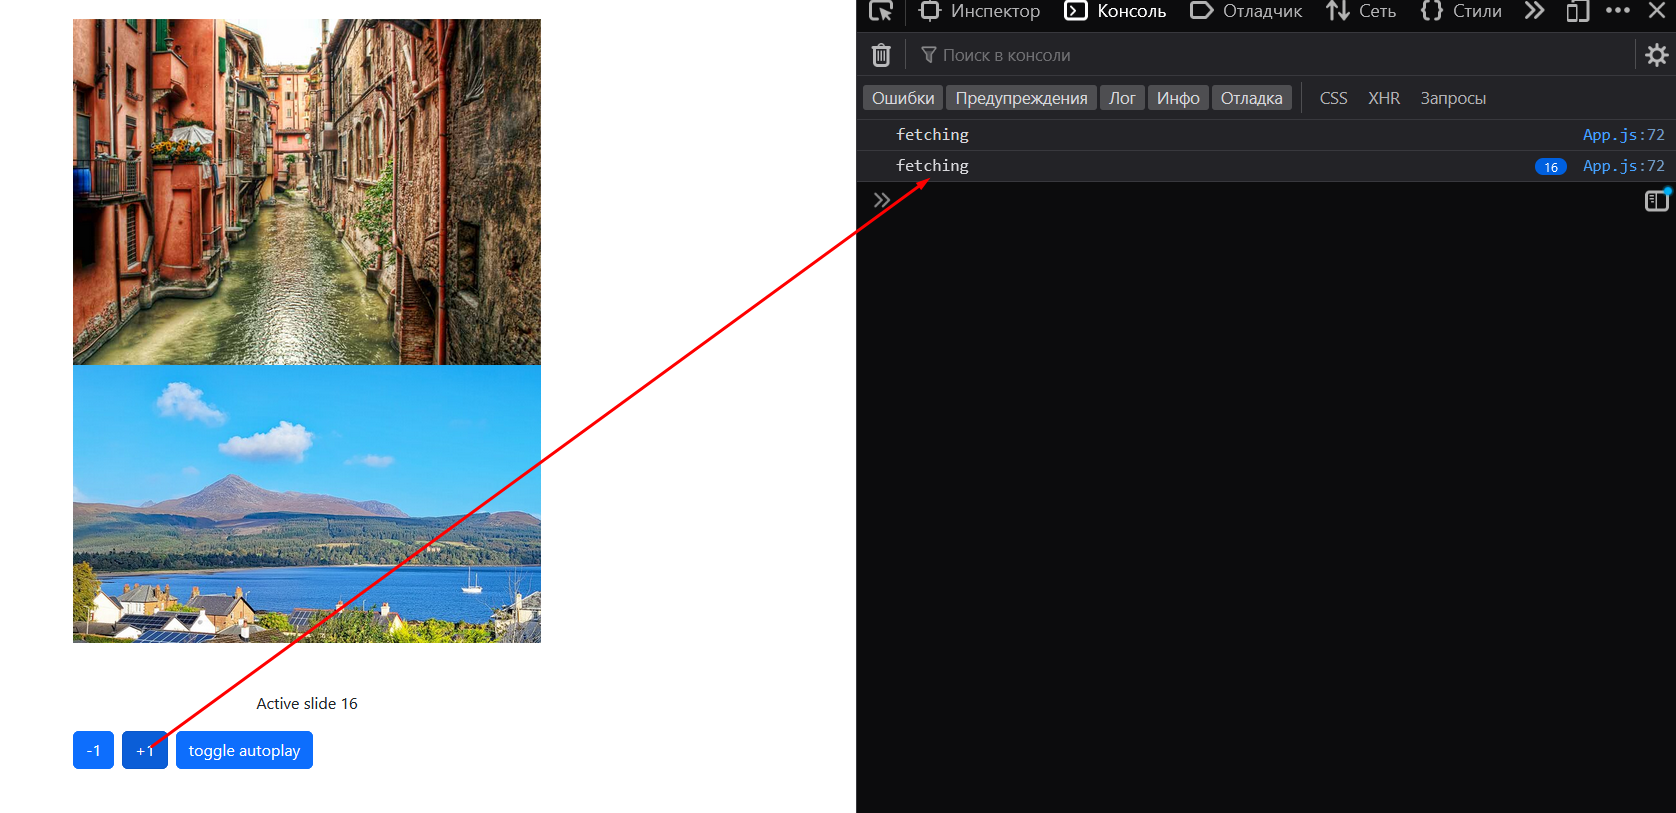 Инспектор Консоль Отладчик Сеть Стили
Поиск в консоли
Ошибки Предупреждения Лог Инфо Отладка CSS XHR Запросы
fetching App.js:72
fetching 16 App.js:72
Active slide 16
-1 +1 toggle autoplay